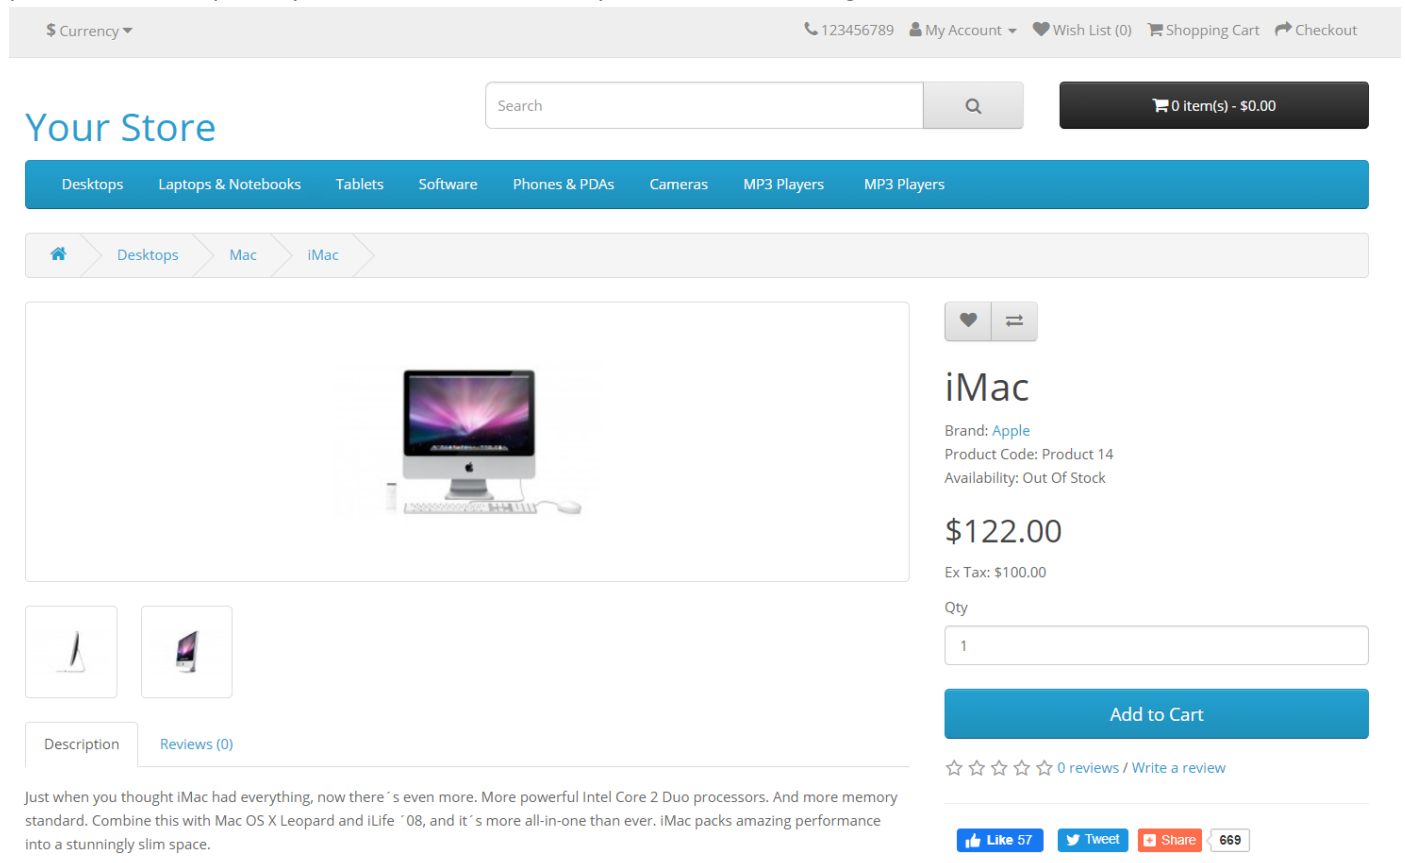 $ Currency
123456789 My Account Wish List (0) Shopping Cart Checkout
Your Store
Search
0 item(s) - $0.00
Desktops Laptops & Notebooks Tablets Software Phones & PDAs Cameras MP3 Players MP3 Players
Desktops Mac iMac
iMac
Brand: Apple
Product Code: Product 14
Availability: Out Of Stock
$122.00
Ex Tax: $100.00
Qty
1
Add to Cart
0 reviews / Write a review
Like 57 Tweet Share 669
Description Reviews (0)
Just when you thought iMac had everything, now there´s even more. More powerful Intel Core 2 Duo processors. And more memory
standard. Combine this with Mac OS X Leopard and iLife ´08, and it´s more all-in-one than ever. iMac packs amazing performance
into a stunningly slim space.